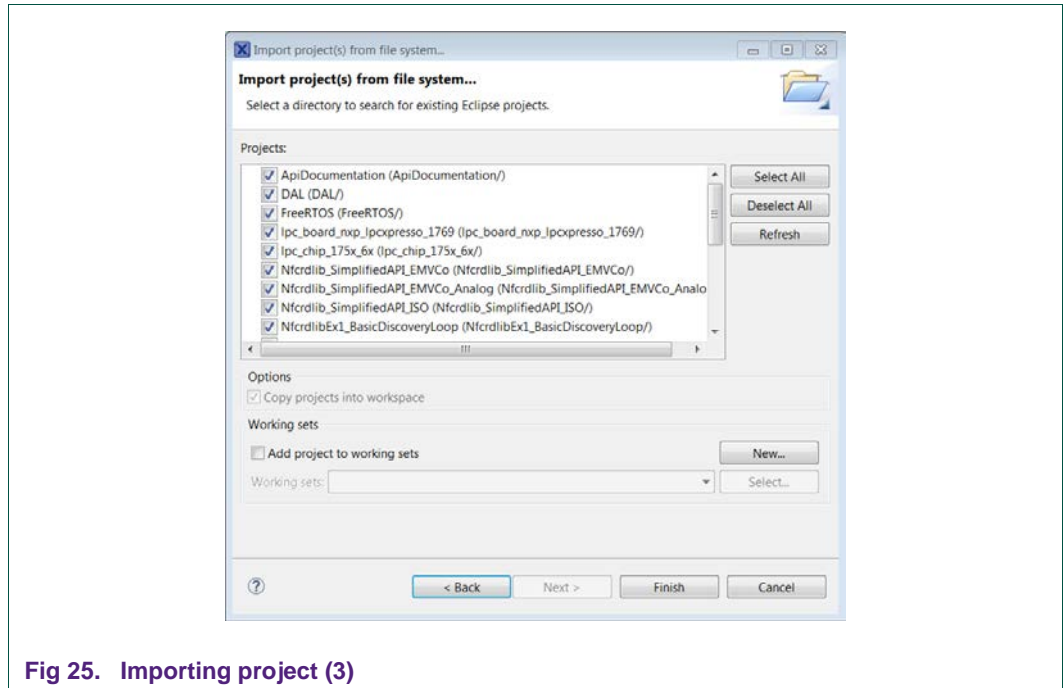 Import project(s) from file system...
Import project(s) from file system...
Select a directory to search for existing Eclipse projects.
Projects:
ApiDocumentation (ApiDocumentation/)
DAL (DAL/)
FreeRTOS (FreeRTOS/)
lpc_board_nxp_lpcxpresso_1769 (lpc_board_nxp_lpcxpresso_1769/)
lpc_chip_175x_6x (lpc_chip_175x_6x/)
Nfcrdlib_SimplifiedAPI_EMVCo (Nfcrdlib_SimplifiedAPI_EMVCo/)
Nfcrdlib_SimplifiedAPI_EMVCo_Analog (Nfcrdlib_SimplifiedAPI_EMVCo_Analo
Nfcrdlib_SimplifiedAPI_ISO (Nfcrdlib_SimplifiedAPI_ISO/)
NfcrdlibEx1_BasicDiscoveryLoop (NfcrdlibEx1_BasicDiscoveryLoop/)
Select All
Deselect All
Refresh
Options
Copy projects into workspace
Working sets
Add project to working sets
New...
Working sets:
Select...
?
< Back
Next >
Finish
Cancel
Fig 25. Importing project (3)